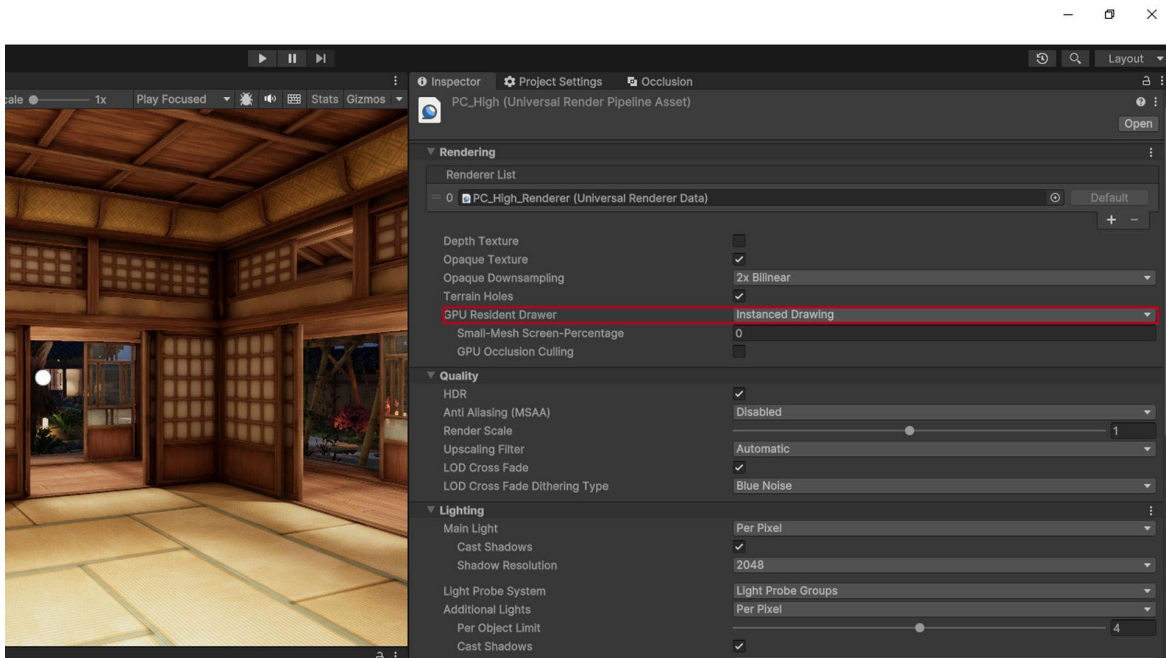 Layout
Inspector Project Settings Occlusion
cale 1x Play Focused Stats Gizmos
PC_High (Universal Render Pipeline Asset)
Open
Rendering
Renderer List
0 PC_High_Renderer (Universal Renderer Data) Default
+ −
Depth Texture
Opaque Texture
Opaque Downsampling 2x Bilinear
Terrain Holes
GPU Resident Drawer Instanced Drawing
Small-Mesh Screen-Percentage 0
GPU Occlusion Culling
Quality
HDR
Anti Aliasing (MSAA) Disabled
Render Scale 1
Upscaling Filter Automatic
LOD Cross Fade
LOD Cross Fade Dithering Type Blue Noise
Lighting
Main Light Per Pixel
Cast Shadows
Shadow Resolution 2048
Light Probe System Light Probe Groups
Additional Lights Per Pixel
Per Object Limit 4
Cast Shadows